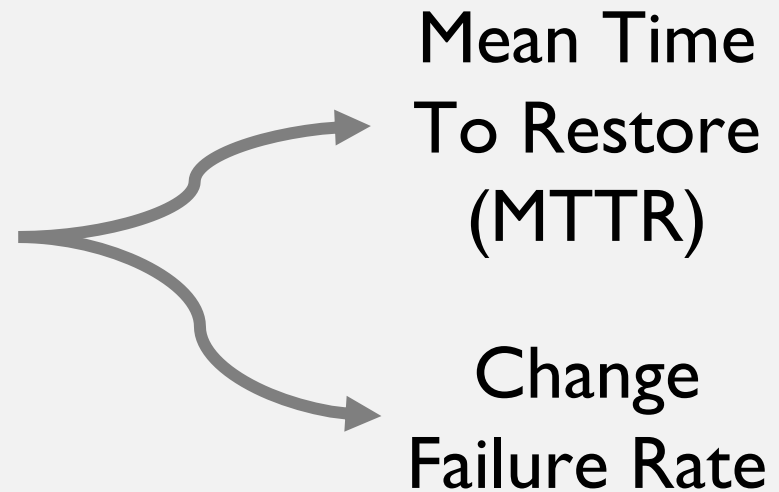 Mean Time
To Restore
(MTTR)
Change
Failure Rate